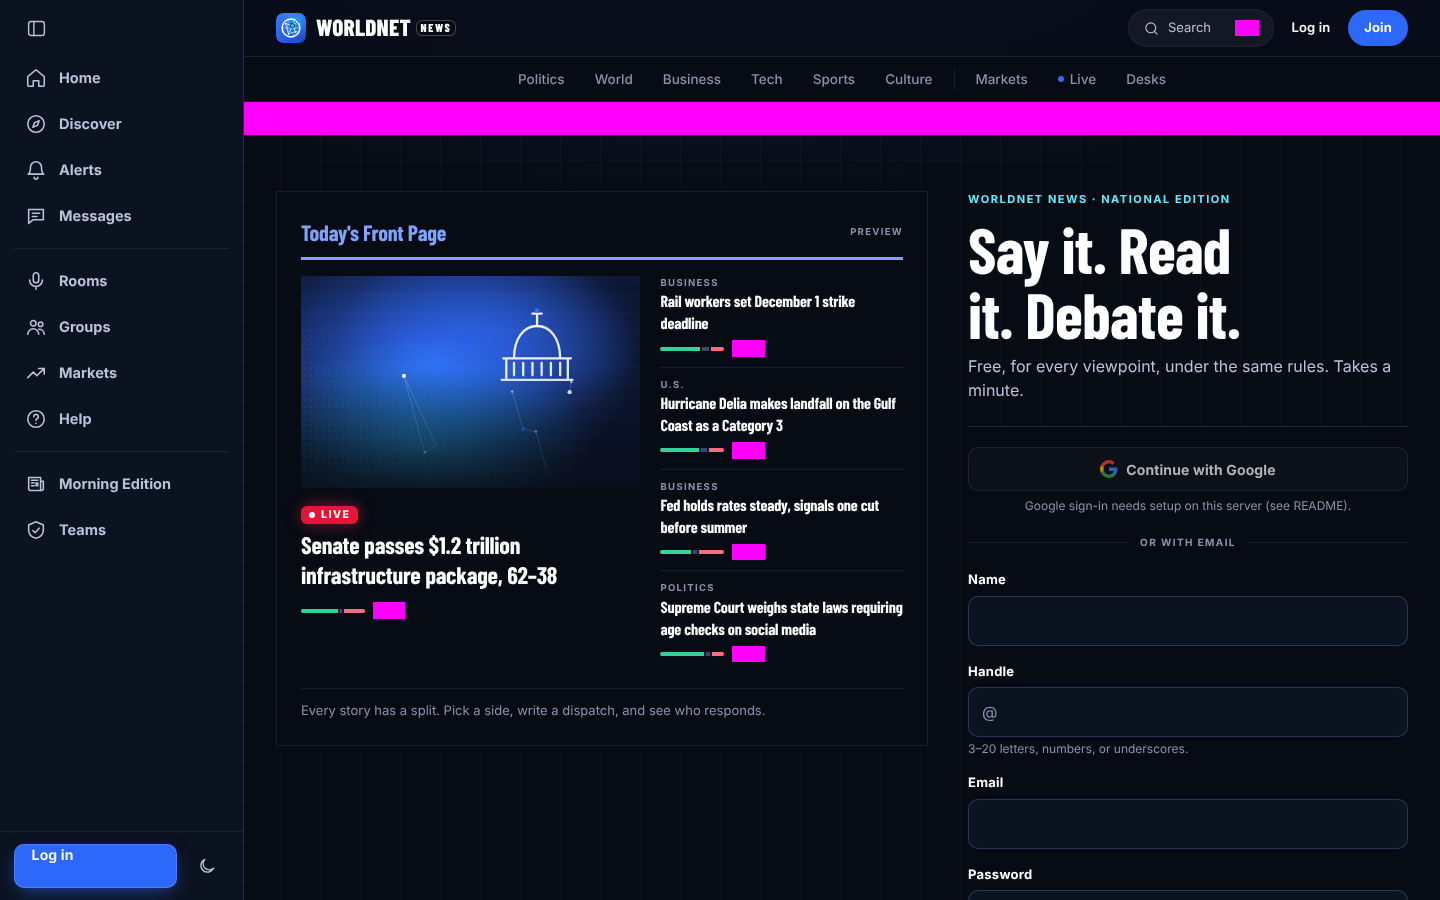 Home
Discover
Alerts
Messages
Rooms
Groups
Markets
Help
Morning Edition
Teams
Log in
WORLDNET NEWS
Search
Log in
Join
Politics
World
Business
Tech
Sports
Culture
Markets
Live
Desks
Today's Front Page
PREVIEW
LIVE
Senate passes $1.2 trillion
infrastructure package, 62–38
BUSINESS
Rail workers set December 1 strike
deadline
U.S.
Hurricane Delia makes landfall on the Gulf
Coast as a Category 3
BUSINESS
Fed holds rates steady, signals one cut
before summer
POLITICS
Supreme Court weighs state laws requiring
age checks on social media
Every story has a split. Pick a side, write a dispatch, and see who responds.
WORLDNET NEWS · NATIONAL EDITION
Say it. Read
it. Debate it.
Free, for every viewpoint, under the same rules. Takes a
minute.
Continue with Google
Google sign-in needs setup on this server (see README).
OR WITH EMAIL
Name
Handle
@
3–20 letters, numbers, or underscores.
Email
Password